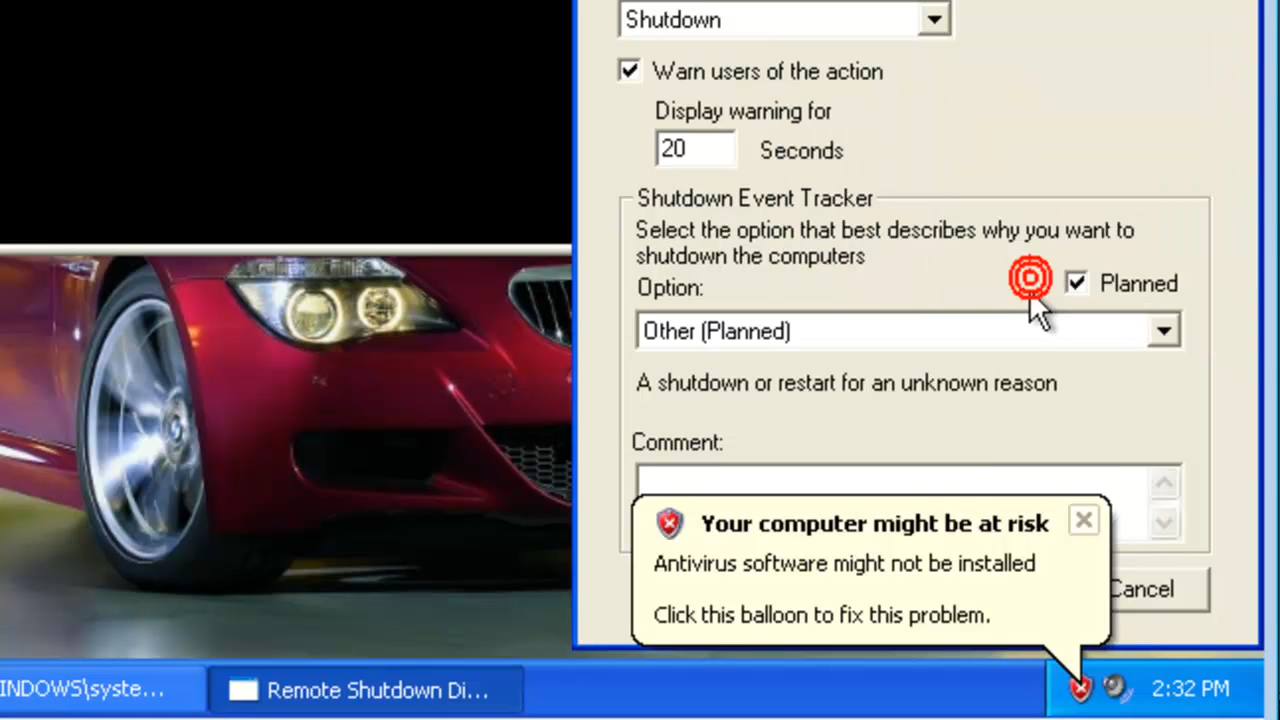 Shutdown
Warn users of the action
Display warning for
20 Seconds
Shutdown Event Tracker
Select the option that best describes why you want to
shutdown the computers
Option:
Planned
Other (Planned)
A shutdown or restart for an unknown reason
Comment:
Your computer might be at risk
Antivirus software might not be installed
Click this balloon to fix this problem.
Cancel
INDOWS\syste...
Remote Shutdown Di...
2:32 PM